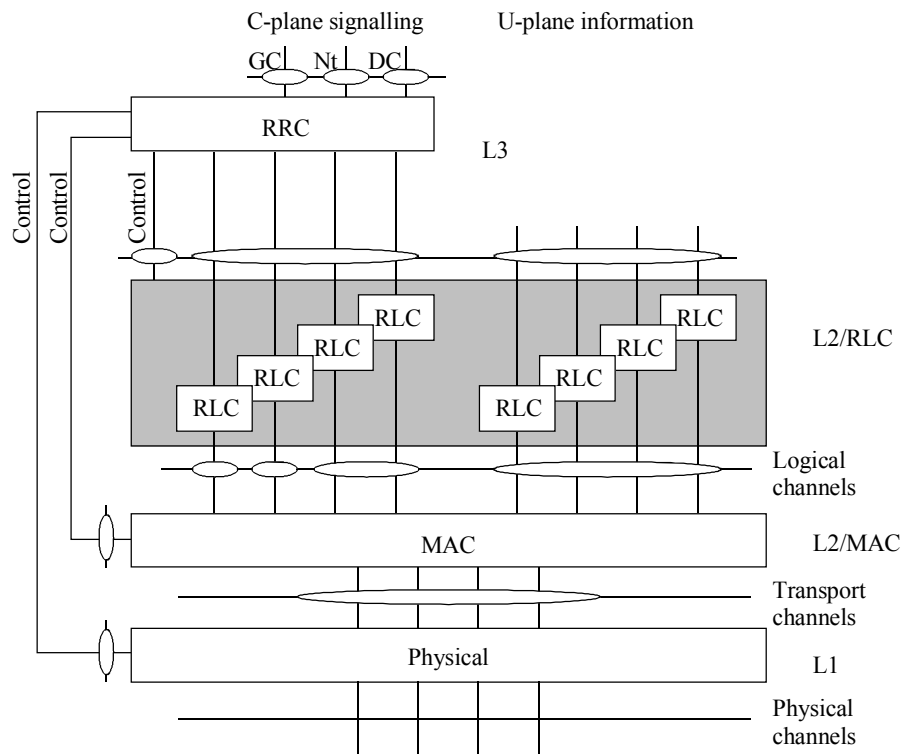 C-plane signalling
U-plane information
GC
Nt
DC
RRC
L3
Control
Control
Control
RLC
RLC
RLC
RLC
RLC
RLC
RLC
RLC
L2/RLC
Logical
channels
MAC
L2/MAC
Transport
channels
Physical
L1
Physical
channels